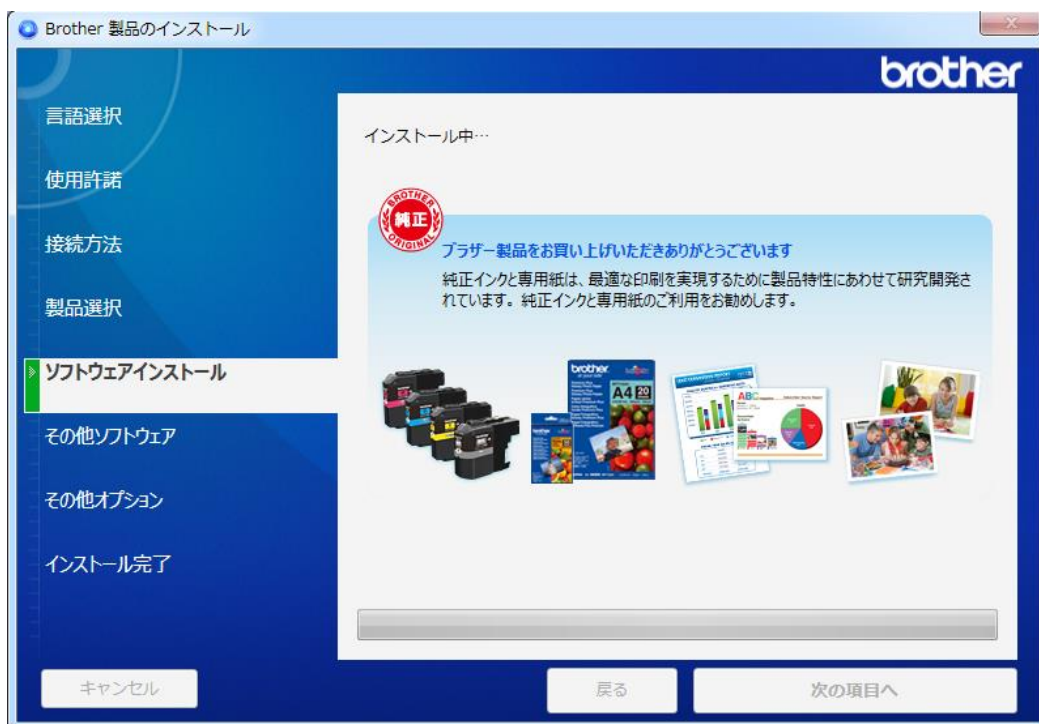 Brother 製品のインストール
brother
言語選択
使用許諾
接続方法
製品選択
ソフトウェアインストール
その他ソフトウェア
その他オプション
インストール完了
インストール中…
BROTHER
純正
ORIGINAL
ブラザー製品をお買い上げいただきありがとうございます
純正インクと専用紙は、最適な印刷を実現するために製品特性にあわせて研究開発さ
れています。純正インクと専用紙のご利用をお勧めします。
brother
A4 20
ABC
キャンセル
戻る
次の項目へ